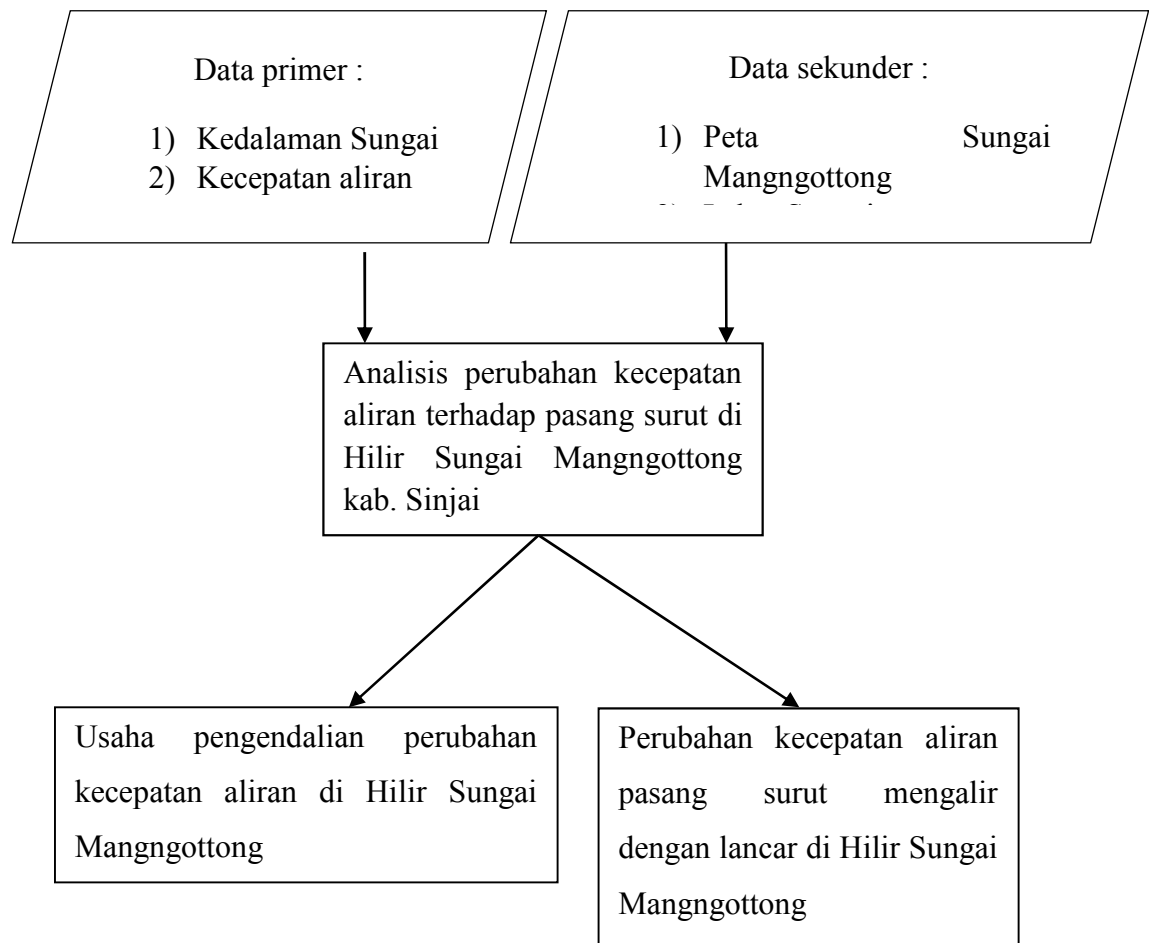 Data primer :
1) Kedalaman Sungai
2) Kecepatan aliran
Data sekunder :
1) Peta Sungai
Mangngottong
Analisis perubahan kecepatan
aliran terhadap pasang surut di
Hilir Sungai Mangngottong
kab. Sinjai
Usaha pengendalian perubahan
kecepatan aliran di Hilir Sungai
Mangngottong
Perubahan kecepatan aliran
pasang surut mengalir
dengan lancar di Hilir Sungai
Mangngottong